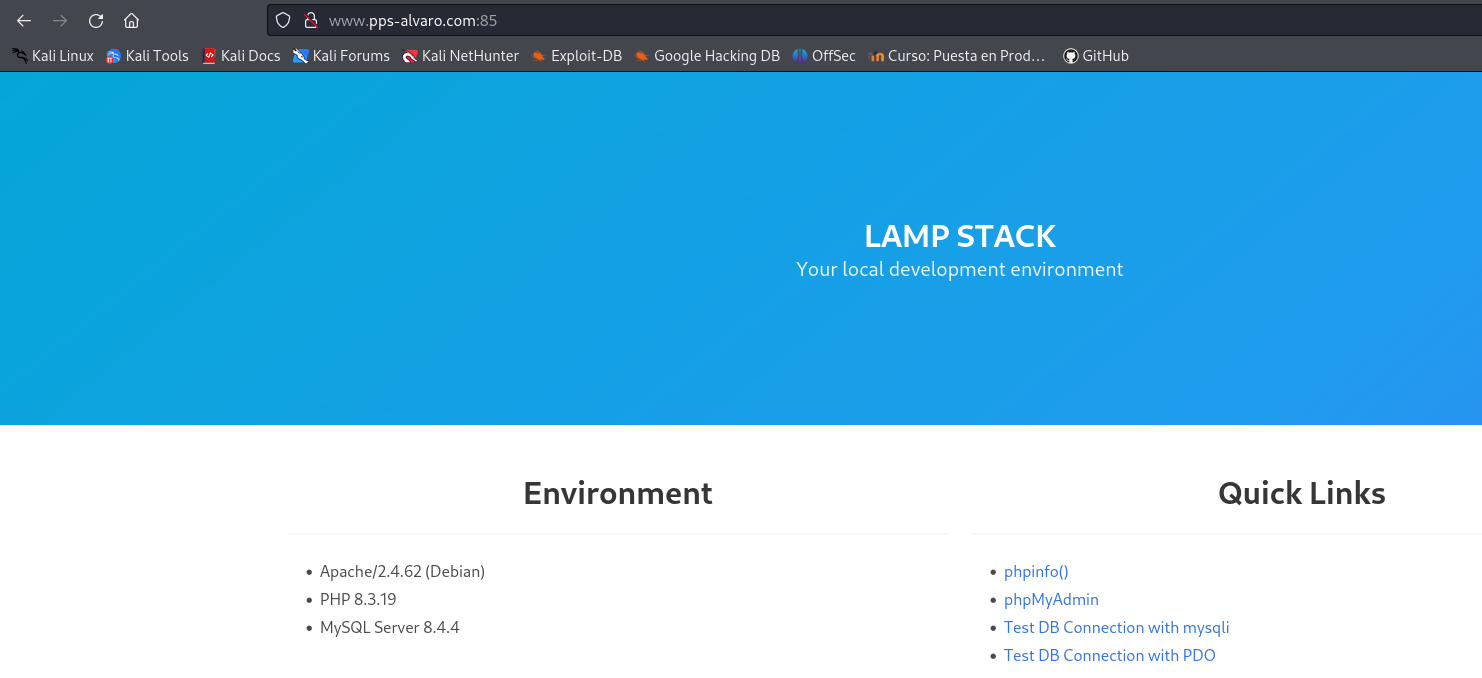 www.pps-alvaro.com:85
Kali Linux Kali Tools Kali Docs Kali Forums Kali NetHunter Exploit-DB Google Hacking DB OffSec Curso: Puesta en Prod… GitHub
LAMP STACK
Your local development environment
Environment
Apache/2.4.62 (Debian)
PHP 8.3.19
MySQL Server 8.4.4
Quick Links
phpinfo()
phpMyAdmin
Test DB Connection with mysqli
Test DB Connection with PDO